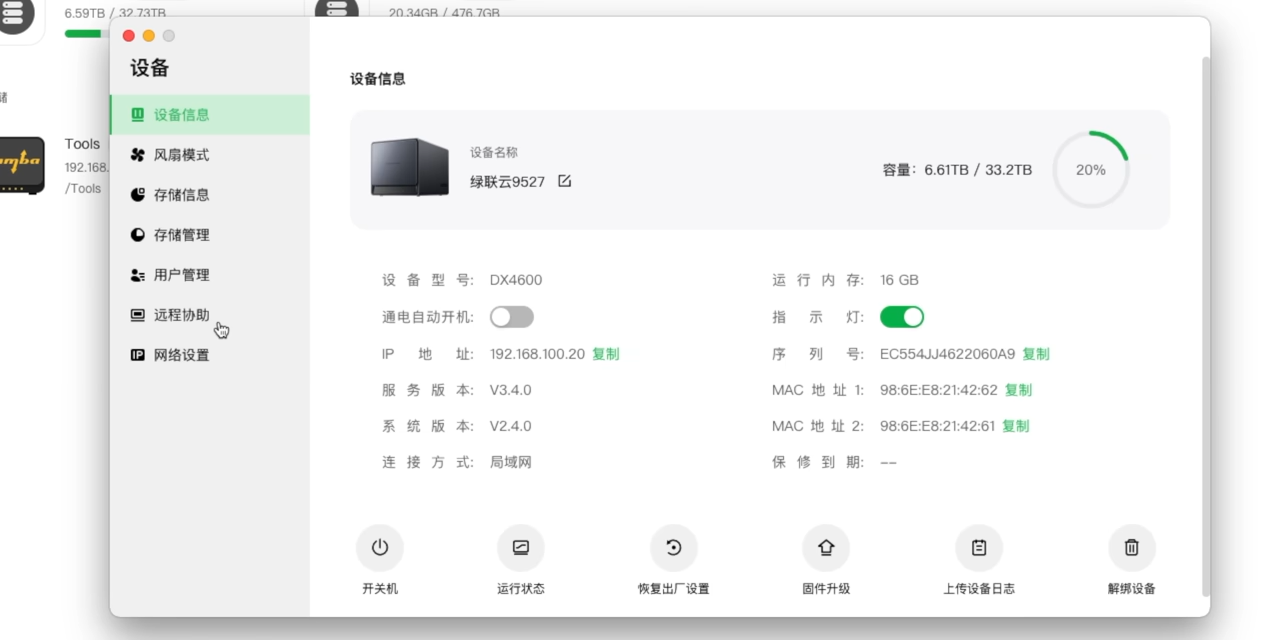 6.59TB / 32.73TB
20.34GB / 476.7GB
储
Tools
192.168.
/Tools
设备
设备信息
风扇模式
存储信息
存储管理
用户管理
远程协助
IP 网络设置
设备信息
设备名称
绿联云9527
容量: 6.61TB / 33.2TB
20%
设备型号: DX4600
运行内存: 16 GB
通电自动开机:
指示灯:
IP 地址: 192.168.100.20 复制
序列号: EC554JJ4622060A9 复制
服务版本: V3.4.0
MAC 地址 1: 98:6E:E8:21:42:62 复制
系统版本: V2.4.0
MAC 地址 2: 98:6E:E8:21:42:61 复制
连接方式: 局域网
保修到期: --
开关机
运行状态
恢复出厂设置
固件升级
上传设备日志
解绑设备